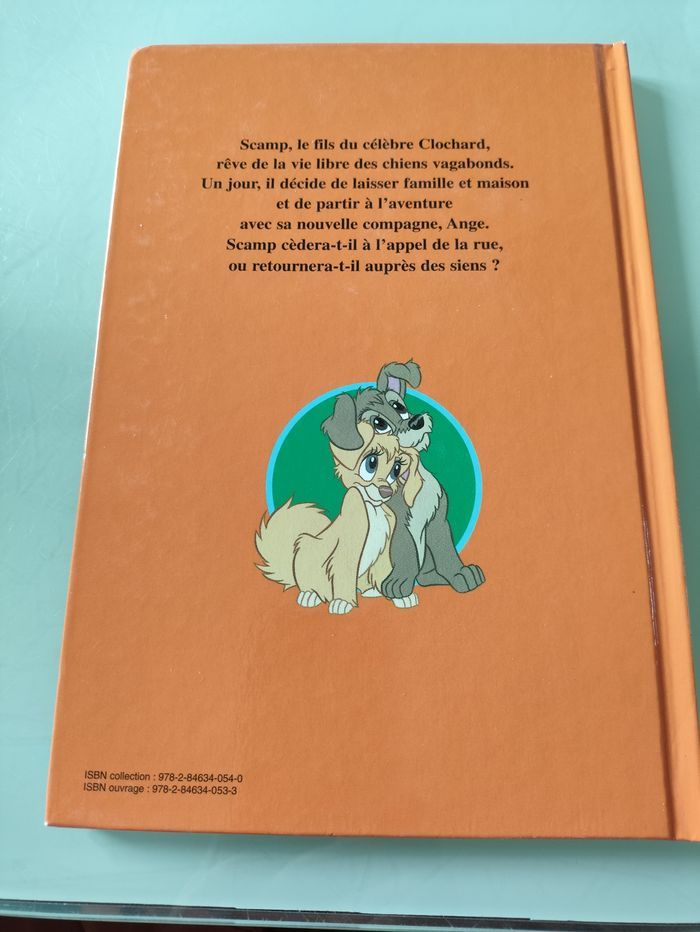 Scamp, le fils du célèbre Clochard,
rêve de la vie libre des chiens vagabonds.
Un jour, il décide de laisser famille et maison
et de partir à l'aventure
avec sa nouvelle compagne, Ange.
Scamp cèdera-t-il à l'appel de la rue,
ou retournera-t-il auprès des siens ?
ISBN collection : 978-2-84634-054-0
ISBN ouvrage : 978-2-84634-053-3